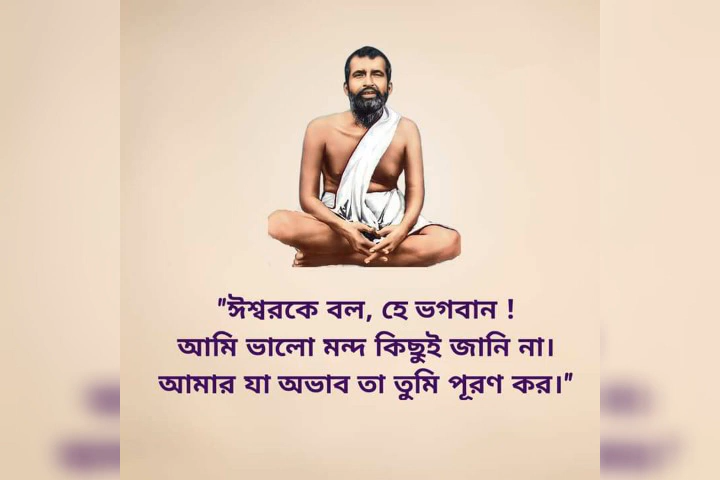 "ঈশ্বরকে বল, হে ভগবান !
আমি ভালো মন্দ কিছুই জানি না।
আমার যা অভাব তা তুমি পূরণ কর।"